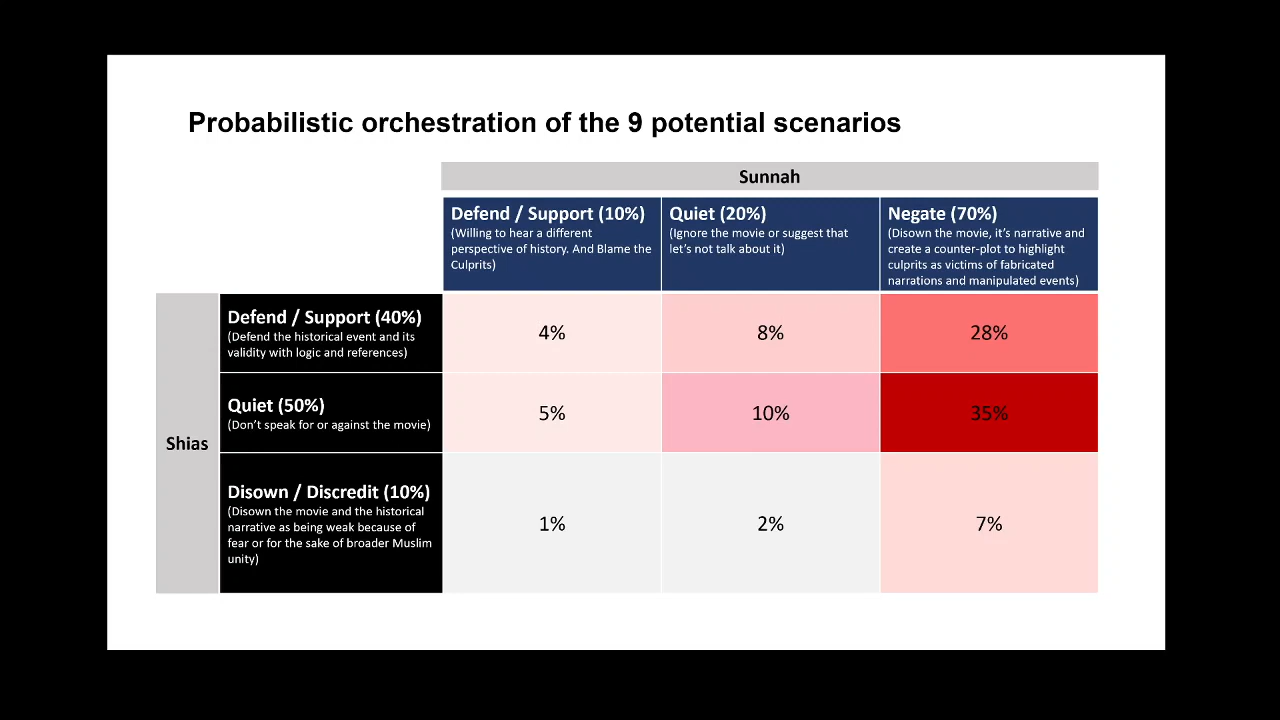 Probabilistic orchestration of the 9 potential scenarios
Sunnah
Defend / Support (10%)
(Willing to hear a different
perspective of history. And Blame the
Culprits)
Quiet (20%)
(Ignore the movie or suggest that
let's not talk about it)
Negate (70%)
(Disown the movie, it's narrative and
create a counter-plot to highlight
culprits as victims of fabricated
narrations and manipulated events)
Shias
Defend / Support (40%)
(Defend the historical event and its
validity with logic and references)
4%
8%
28%
Quiet (50%)
(Don't speak for or against the movie)
5%
10%
35%
Disown / Discredit (10%)
(Disown the movie and the historical
narrative as being weak because of
fear or for the sake of broader Muslim
unity)
1%
2%
7%